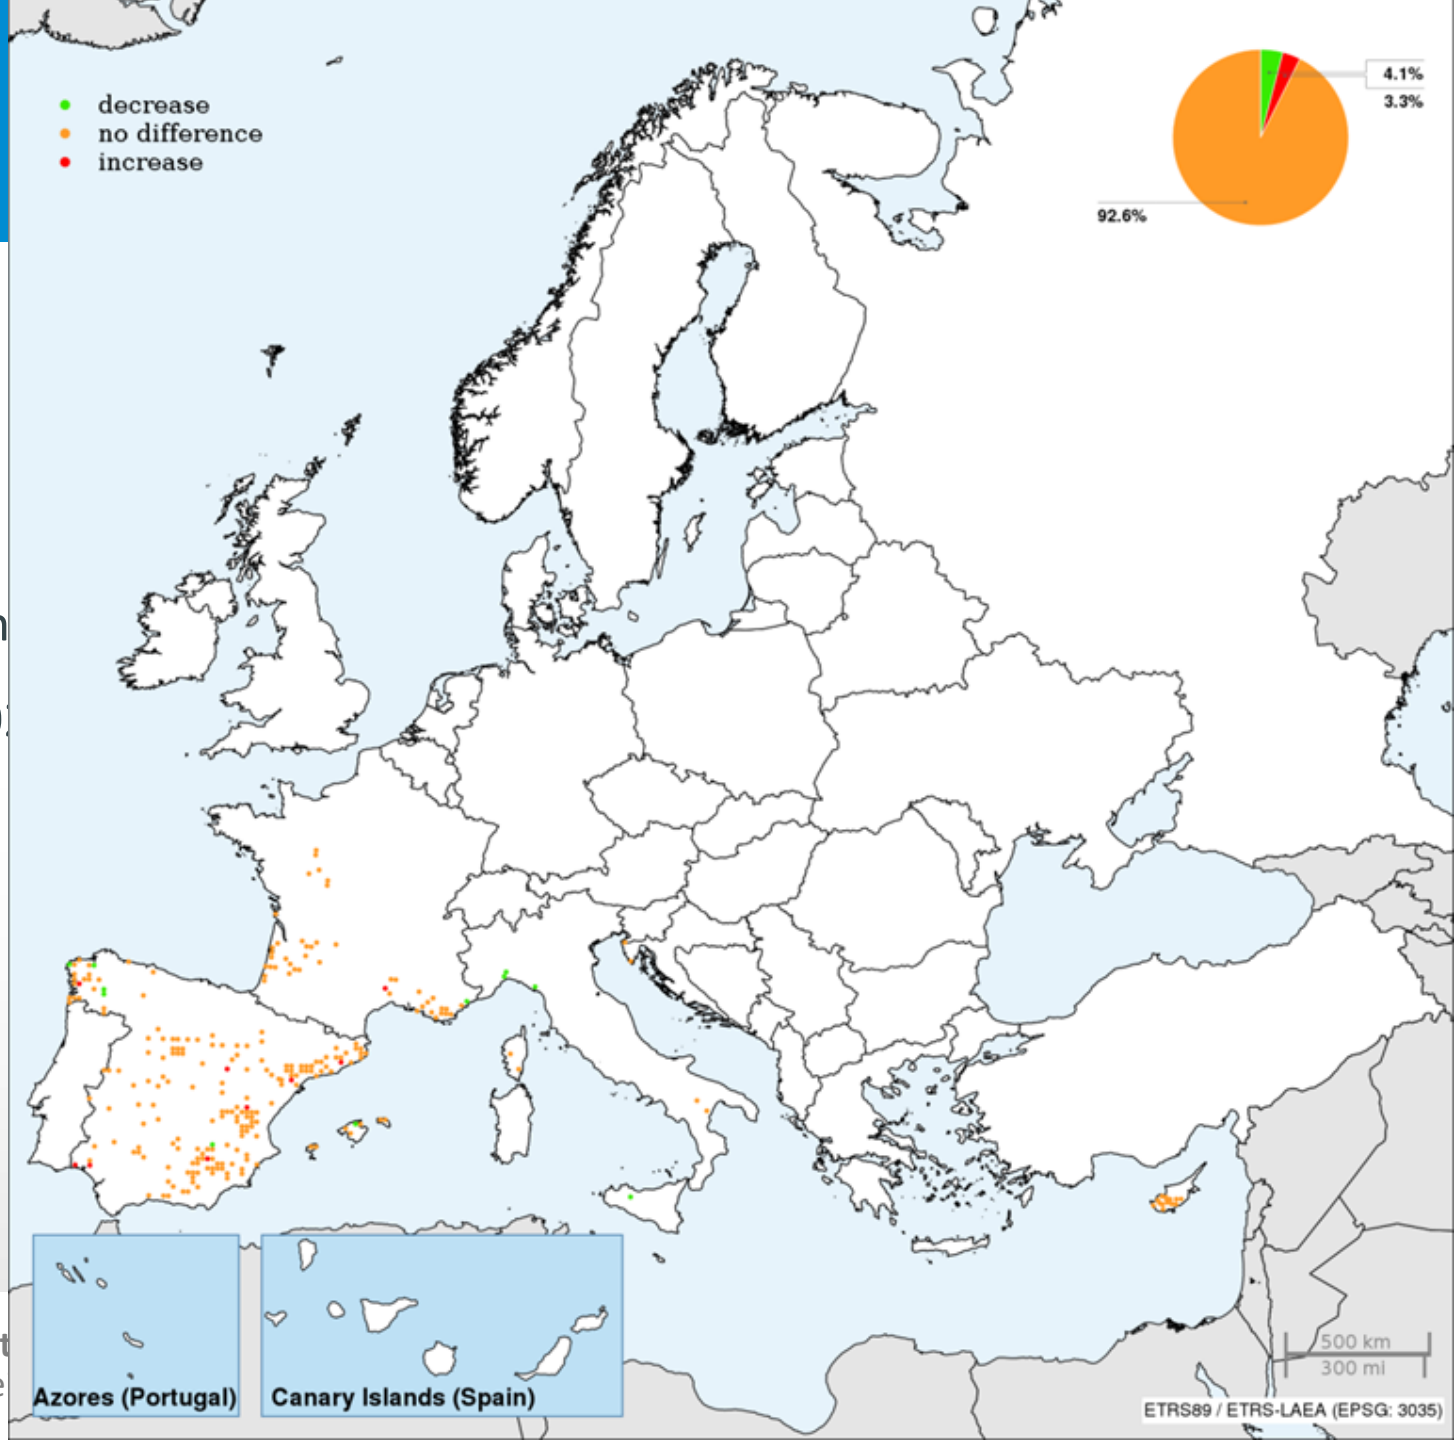 decrease
no difference
increase
4.1%
3.3%
92.6%
Azores (Portugal)
Canary Islands (Spain)
500 km
300 mi
ETRS89 / ETRS-LAEA (EPSG: 3035)